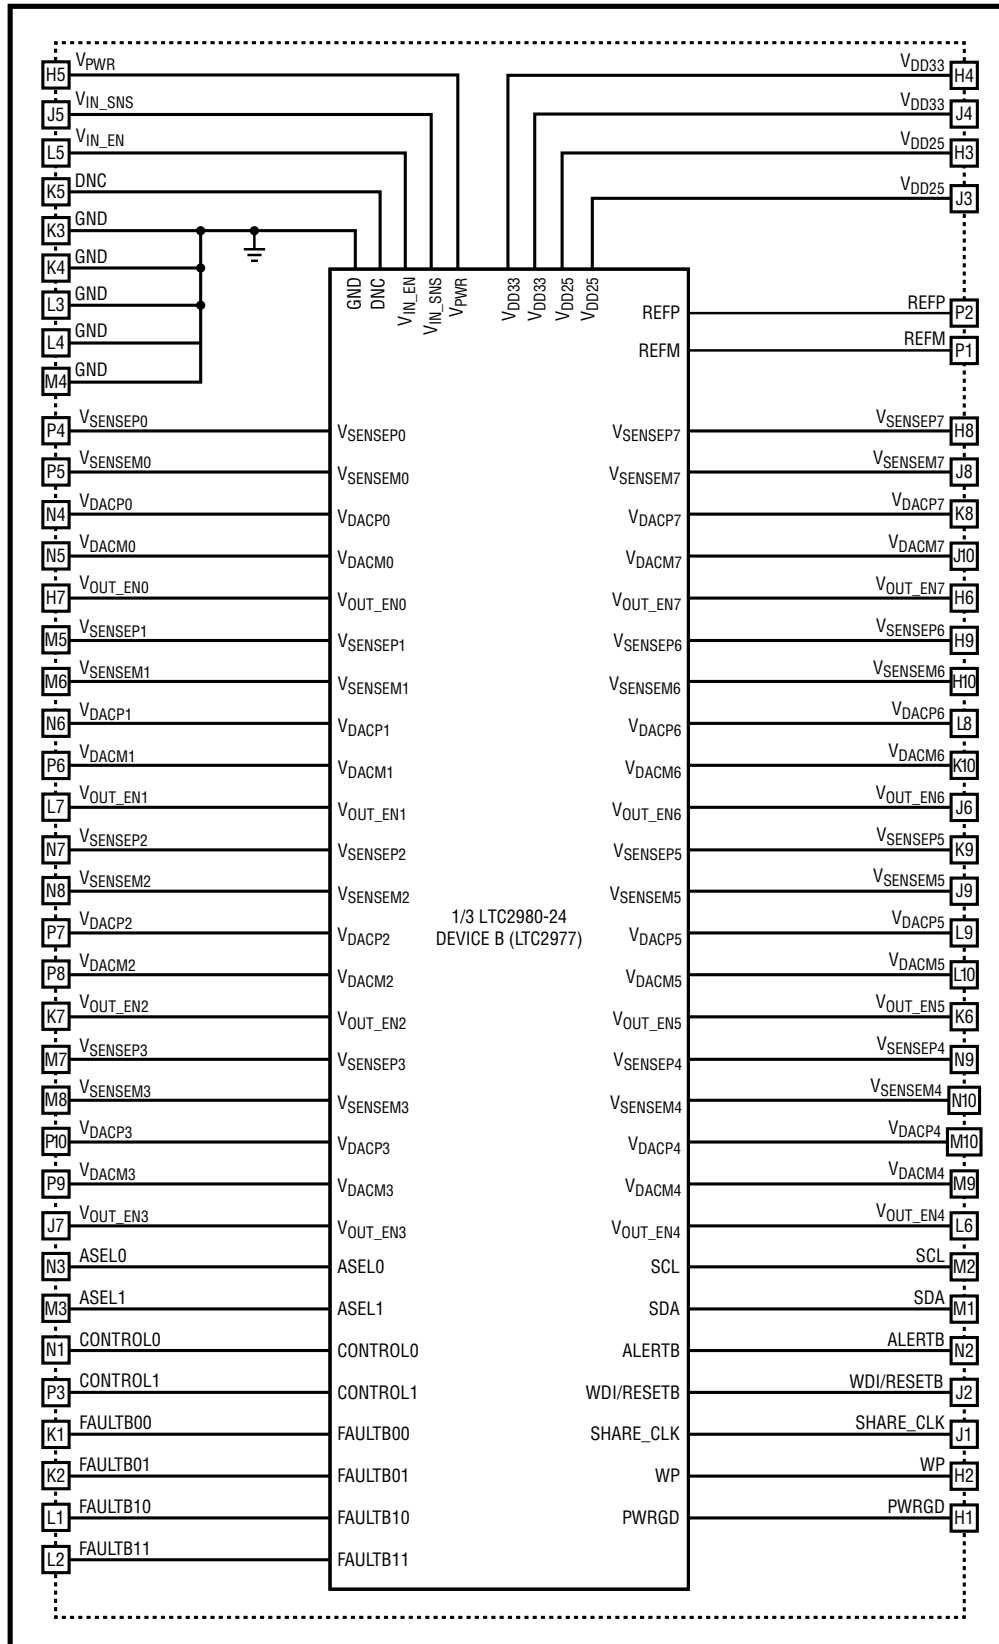 H5 VPWR VDD33 H4
J5 VIN_SNS VDD33 J4
L5 VIN_EN VDD25 H3
K5 DNC VDD25 J3
K3 GND
K4 GND
L3 GND
L4 GND
M4 GND
GND DNC VIN_EN VIN_SNS VPWR VDD33 VDD33 VDD25 VDD25
REFP REFP P2
REFM REFM P1
P4 VSENSEP0 VSENSEP0 VSENSEP7 VSENSEP7 H8
P5 VSENSEM0 VSENSEM0 VSENSEM7 VSENSEM7 J8
N4 VDACP0 VDACP0 VDACP7 VDACP7 K8
N5 VDACM0 VDACM0 VDACM7 VDACM7 J10
H7 VOUT_EN0 VOUT_EN0 VOUT_EN7 VOUT_EN7 H6
M5 VSENSEP1 VSENSEP1 VSENSEP6 VSENSEP6 H9
M6 VSENSEM1 VSENSEM1 VSENSEM6 VSENSEM6 H10
N6 VDACP1 VDACP1 VDACP6 VDACP6 L8
P6 VDACM1 VDACM1 VDACM6 VDACM6 K10
L7 VOUT_EN1 VOUT_EN1 VOUT_EN6 VOUT_EN6 J6
N7 VSENSEP2 VSENSEP2 VSENSEP5 VSENSEP5 K9
N8 VSENSEM2 VSENSEM2 VSENSEM5 VSENSEM5 J9
1/3 LTC2980-24
P7 VDACP2 VDACP2 VDACP5 VDACP5 L9
DEVICE B (LTC2977)
P8 VDACM2 VDACM2 VDACM5 VDACM5 L10
K7 VOUT_EN2 VOUT_EN2 VOUT_EN5 VOUT_EN5 K6
M7 VSENSEP3 VSENSEP3 VSENSEP4 VSENSEP4 N9
M8 VSENSEM3 VSENSEM3 VSENSEM4 VSENSEM4 N10
P10 VDACP3 VDACP3 VDACP4 VDACP4 M10
P9 VDACM3 VDACM3 VDACM4 VDACM4 M9
J7 VOUT_EN3 VOUT_EN3 VOUT_EN4 VOUT_EN4 L6
N3 ASEL0 ASEL0 SCL SCL M2
M3 ASEL1 ASEL1 SDA SDA M1
N1 CONTROL0 CONTROL0 ALERTB ALERTB N2
P3 CONTROL1 CONTROL1 WDI/RESETB WDI/RESETB J2
K1 FAULTB00 FAULTB00 SHARE_CLK SHARE_CLK J1
K2 FAULTB01 FAULTB01 WP WP H2
L1 FAULTB10 FAULTB10 PWRGD PWRGD H1
L2 FAULTB11 FAULTB11